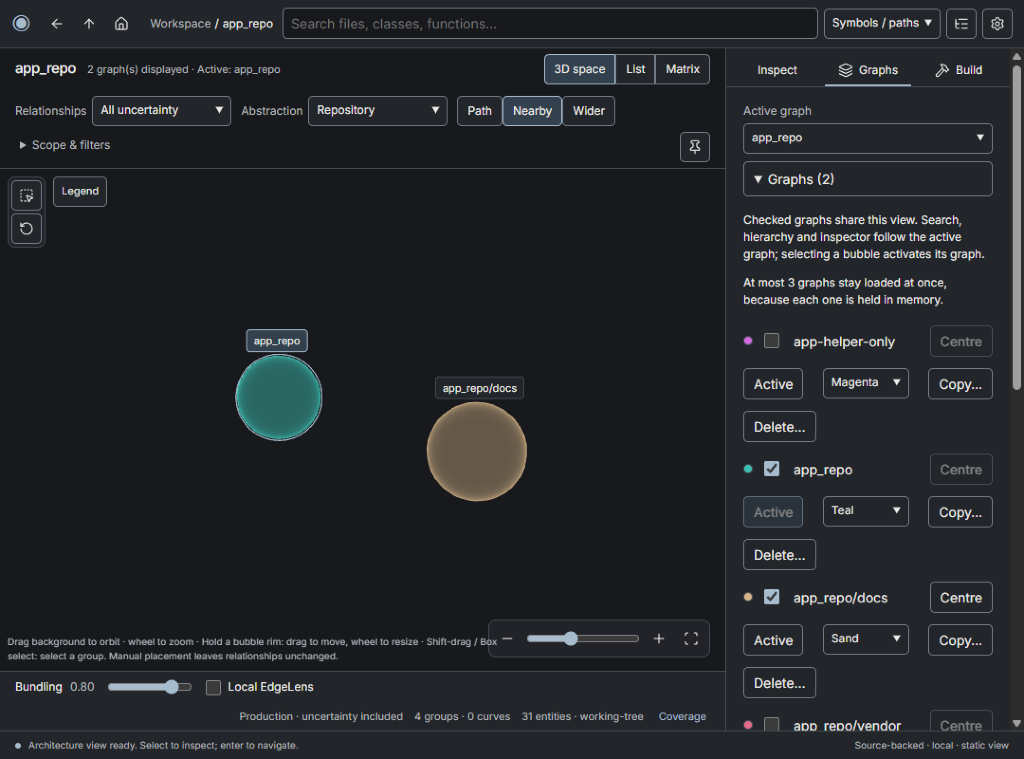 Workspace / app_repo
Search files, classes, functions...
Symbols / paths
app_repo 2 graph(s) displayed · Active: app_repo
3D space List Matrix
Relationships All uncertainty Abstraction Repository Path Nearby Wider
Scope & filters
Legend
app_repo
app_repo/docs
Drag background to orbit · wheel to zoom · Hold a bubble rim: drag to move, wheel to resize · Shift-drag / Box
select: select a group. Manual placement leaves relationships unchanged.
Bundling 0.80 Local EdgeLens
Production · uncertainty included 4 groups · 0 curves 31 entities · working-tree Coverage
Inspect Graphs Build
Active graph
app_repo
Graphs (2)
Checked graphs share this view. Search,
hierarchy and inspector follow the active
graph; selecting a bubble activates its graph.
At most 3 graphs stay loaded at once,
because each one is held in memory.
app-helper-only Centre
Active Magenta Copy...
Delete...
app_repo Centre
Active Teal Copy...
Delete...
app_repo/docs Centre
Active Sand Copy...
Delete...
app_repo/vendor Centre
Architecture view ready. Select to inspect; enter to navigate.
Source-backed · local · static view